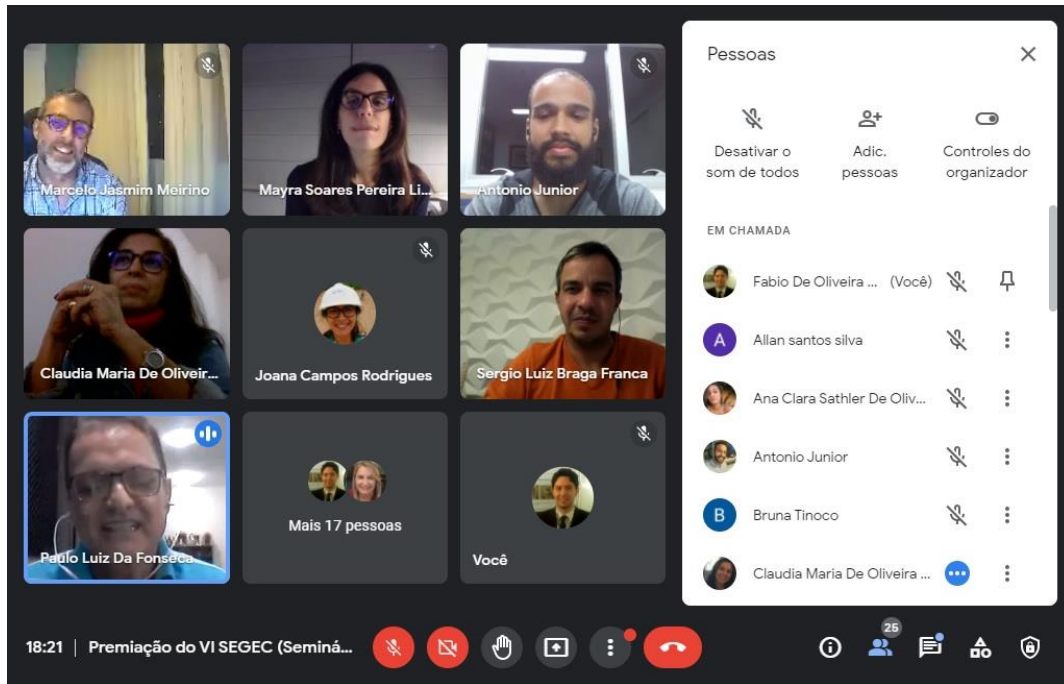 Marcelo Jasmim Meirino
Mayra Soares Pereira Li...
Antonio Junior
Claudia Maria De Oliveir...
Joana Campos Rodrigues
Sergio Luiz Braga Franca
Paulo Luiz Da Fonseca
Mais 17 pessoas
Você
Pessoas
Desativar o
som de todos
Adic.
pessoas
Controles do
organizador
EM CHAMADA
Fabio De Oliveira ... (Você)
A Allan santos silva
Ana Clara Sathler De Oliv...
Antonio Junior
B Bruna Tinoco
Claudia Maria De Oliveira ...
18:21 | Premiação do VI SEGEC (Seminá...
25